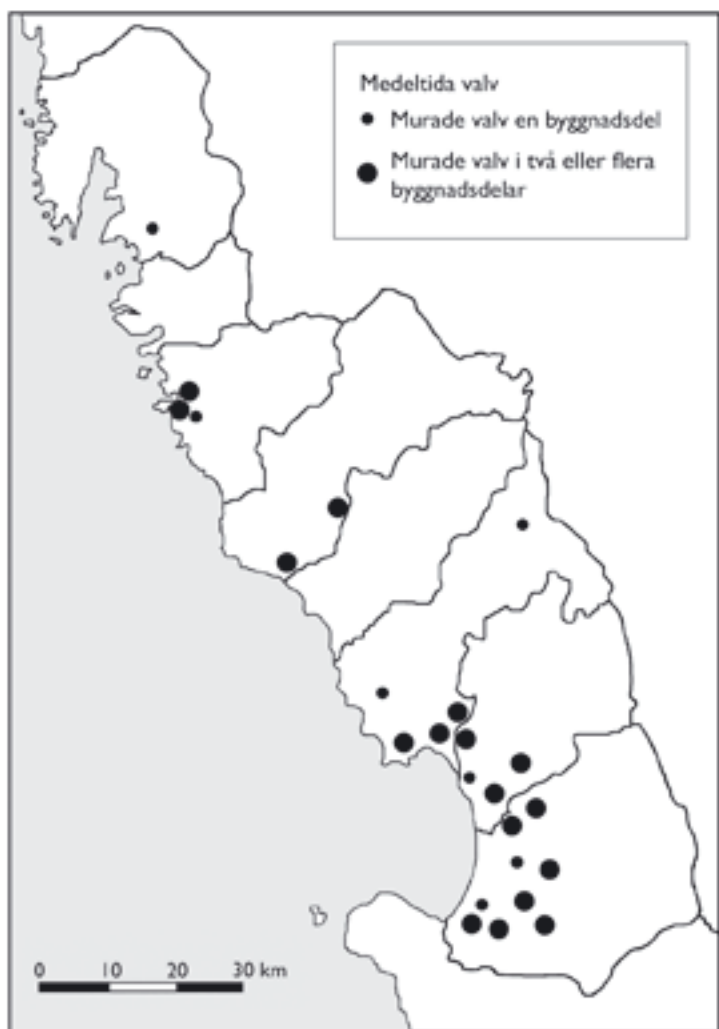 Medeltida valv
Murade valv en byggnadsdel
Murade valv i två eller flera
byggnadsdelar
0 10 20 30 km